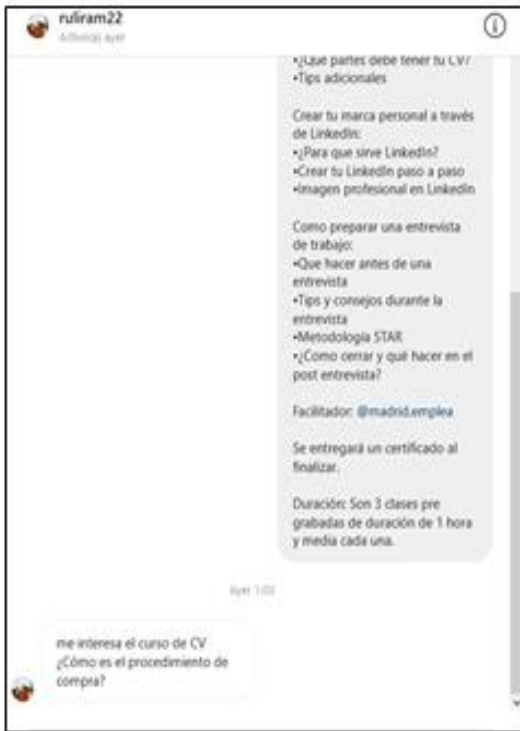 ruliram22
Activo(a) ayer
•¿Que partes debe tener tu CV?
•Tips adicionales
Crear tu marca personal a través
de LinkedIn:
•¿Para que sirve LinkedIn?
•Crear tu LinkedIn paso a paso
•Imagen profesional en LinkedIn
Como preparar una entrevista
de trabajo:
•Que hacer antes de una
entrevista
•Tips y consejos durante la
entrevista
•Metodología STAR
•¿Como cerrar y qué hacer en el
post entrevista?
Facilitador: @madrid.emplea
Se entregará un certificado al
finalizar.
Duración: Son 3 clases pre
grabadas de duración de 1 hora
y media cada una.
Ayer 1:02
me interesa el curso de CV
¿Cómo es el procedimiento de
compra?